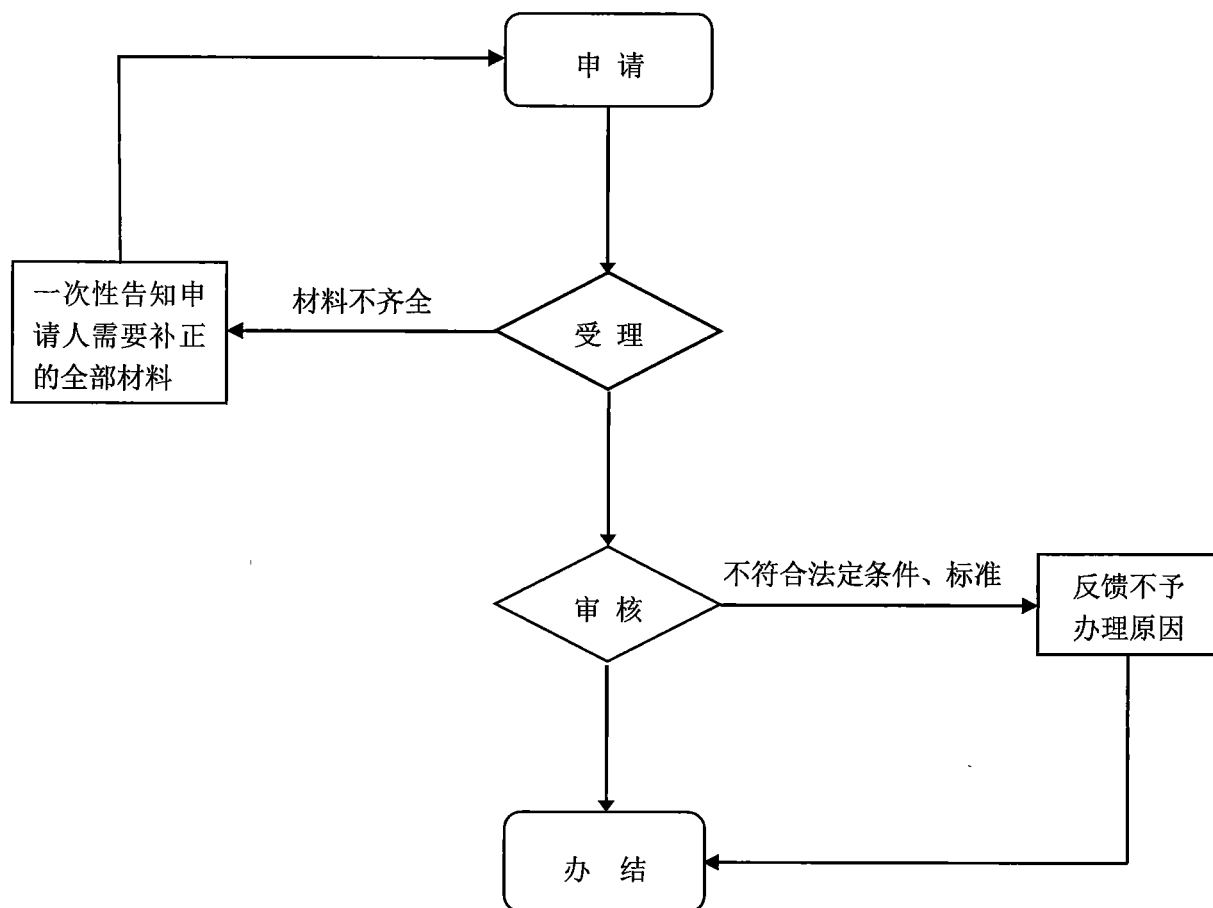 申请
一次性告知申
请人需要补正
的全部材料
材料不齐全
受理
审核
不符合法定条件、标准
反馈不予
办理原因
办结